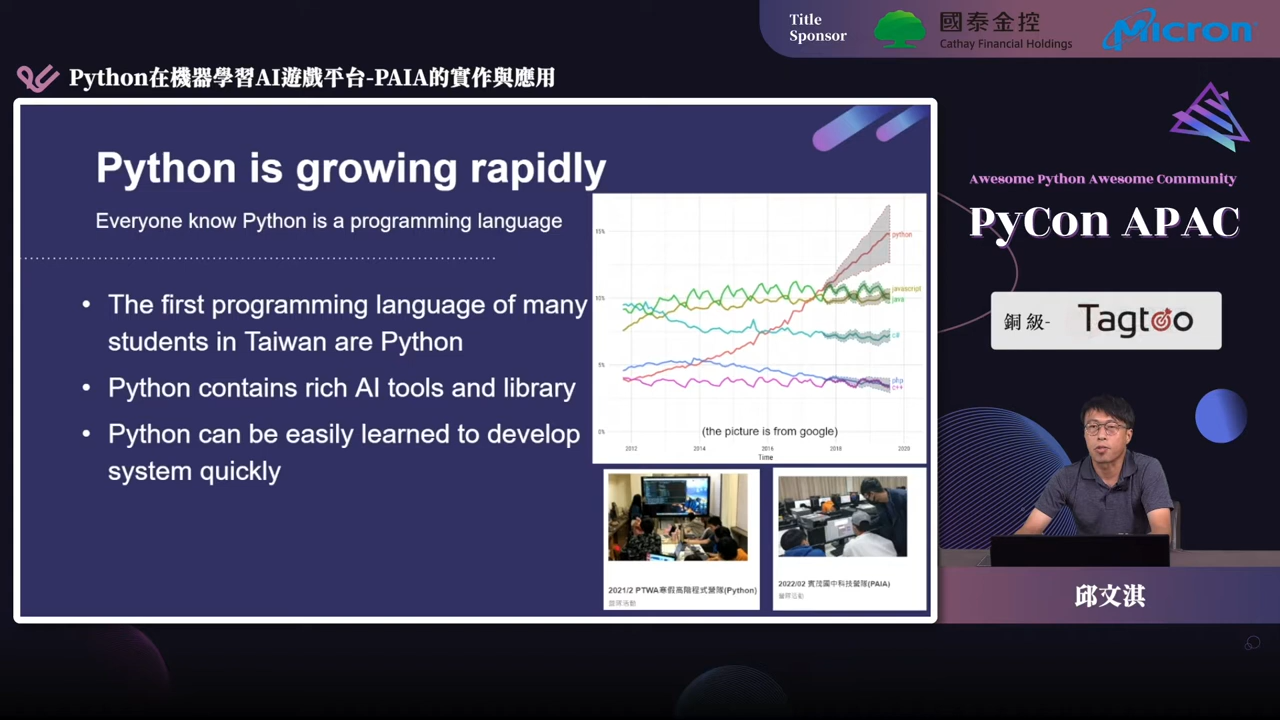 Title
Sponsor
國泰金控
Cathay Financial Holdings
Micron
Python在機器學習AI遊戲平台-PAIA的實作與應用
Python is growing rapidly
Everyone know Python is a programming language
• The first programming language of many
students in Taiwan are Python
• Python contains rich AI tools and library
• Python can be easily learned to develop
system quickly
15%
10%
5%
0%
python
javascript
java
c#
php
c++
(the picture is from google)
2012
2014
2016
2018
2020
Time
2021/2 PTWA寒假高階程式營隊(Python)
2022/02 實茂國中科技營隊(PAIA)
營隊活動
Awesome Python Awesome Community
PyCon APAC
銅級-
Tagtoo
邱文淇